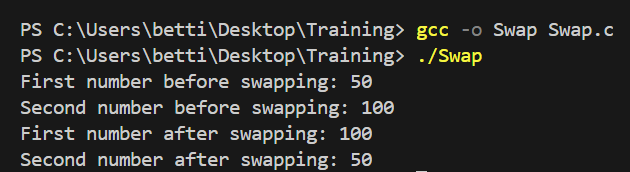 PS C:\Users\betti\Desktop\Training> gcc -o Swap Swap.c
PS C:\Users\betti\Desktop\Training> ./Swap
First number before swapping: 50
Second number before swapping: 100
First number after swapping: 100
Second number after swapping: 50